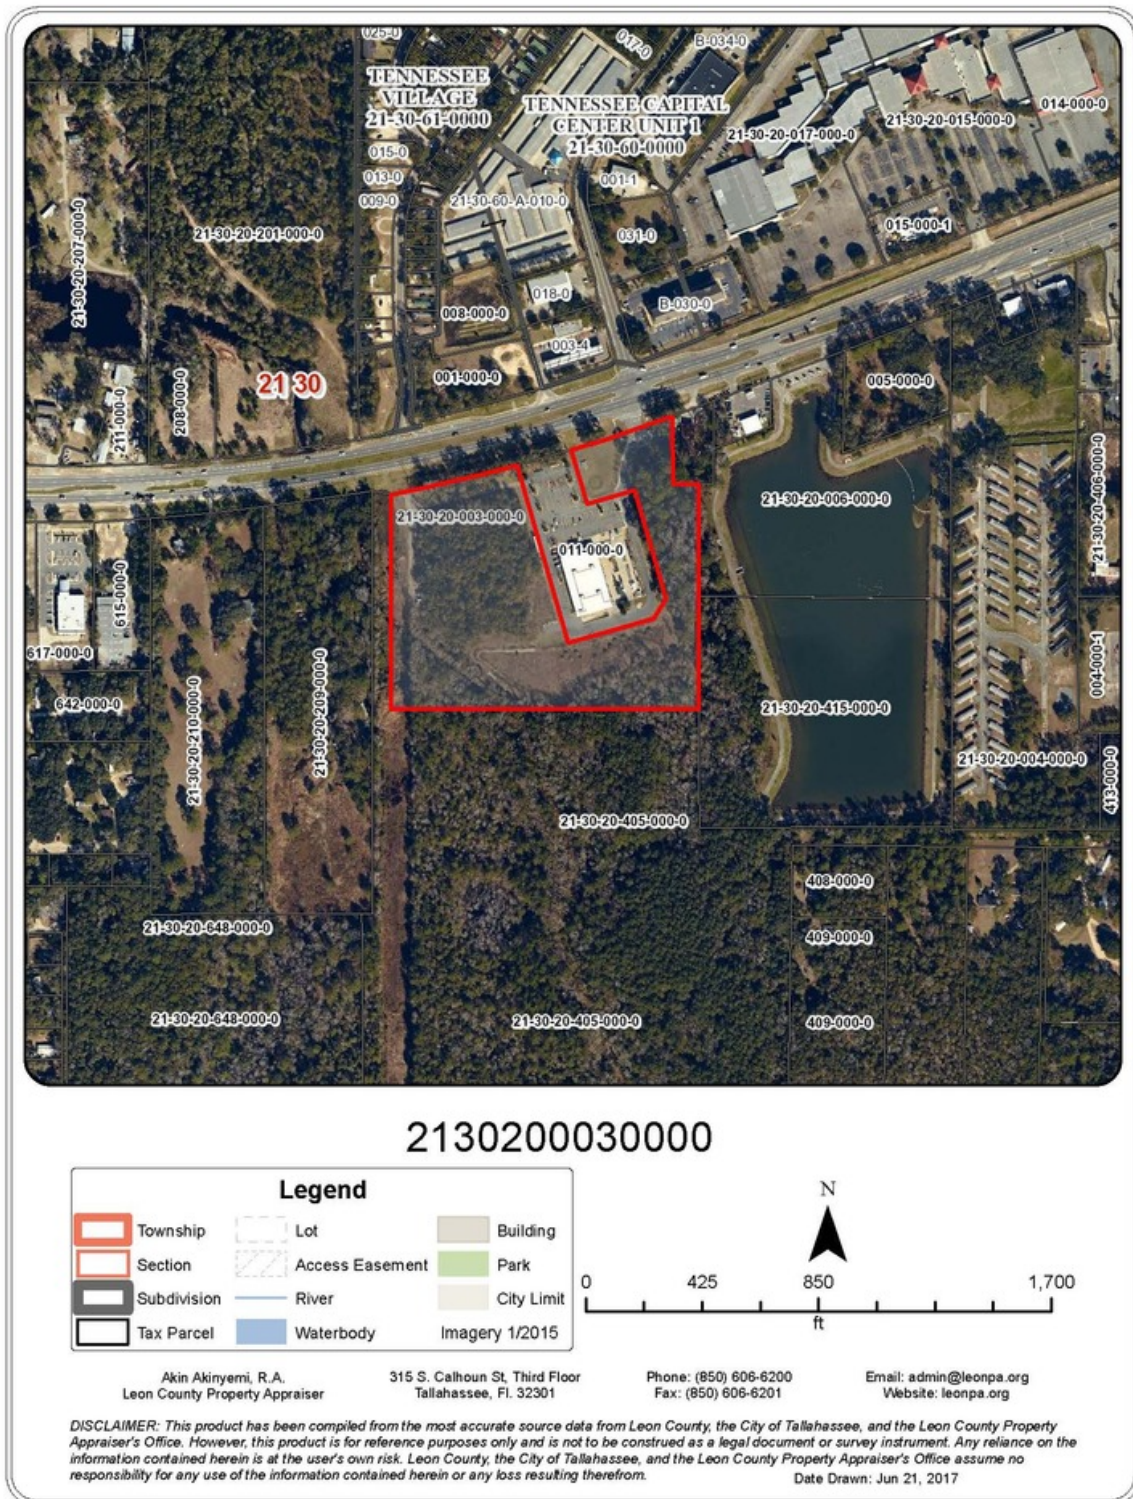 025-0
017-0
B-034-0
TENNESSEE
VILLAGE
21-30-61-0000
TENNESSEE CAPITAL
CENTER UNIT 1
21-30-60-0000
014-000-0
21-30-20-015-000-0
21-30-20-017-000-0
015-0
013-0
009-0
001-1
21-30-60-A-010-0
21-30-20-207-000-0
21-30-20-201-000-0
031-0
015-000-1
018-0
B-030-0
008-000-0
003-4
001-000-0
21 30
208-000-0
211-000-0
005-000-0
21-30-20-406-000-0
21-30-20-006-000-0
21-30-20-003-000-0
011-000-0
615-000-0
617-000-0
642-000-0
21-30-20-210-000-0
21-30-20-209-000-0
004-000-1
21-30-20-415-000-0
21-30-20-004-000-0
413-000-0
21-30-20-405-000-0
408-000-0
21-30-20-648-000-0
409-000-0
21-30-20-648-000-0
21-30-20-405-000-0
409-000-0
2130200030000
Legend
Township
Lot
Building
Section
Access Easement
Park
Subdivision
River
City Limit
Tax Parcel
Waterbody
Imagery 1/2015
N
0 425 850 1,700
ft
Akin Akinyemi, R.A.
Leon County Property Appraiser
315 S. Calhoun St, Third Floor
Tallahassee, Fl. 32301
Phone: (850) 606-6200
Fax: (850) 606-6201
Email: admin@leonpa.org
Website: leonpa.org
DISCLAIMER: This product has been compiled from the most accurate source data from Leon County, the City of Tallahassee, and the Leon County Property
Appraiser's Office. However, this product is for reference purposes only and is not to be construed as a legal document or survey instrument. Any reliance on the
information contained herein is at the user's own risk. Leon County, the City of Tallahassee, and the Leon County Property Appraiser's Office assume no
responsibility for any use of the information contained herein or any loss resulting therefrom.
Date Drawn: Jun 21, 2017